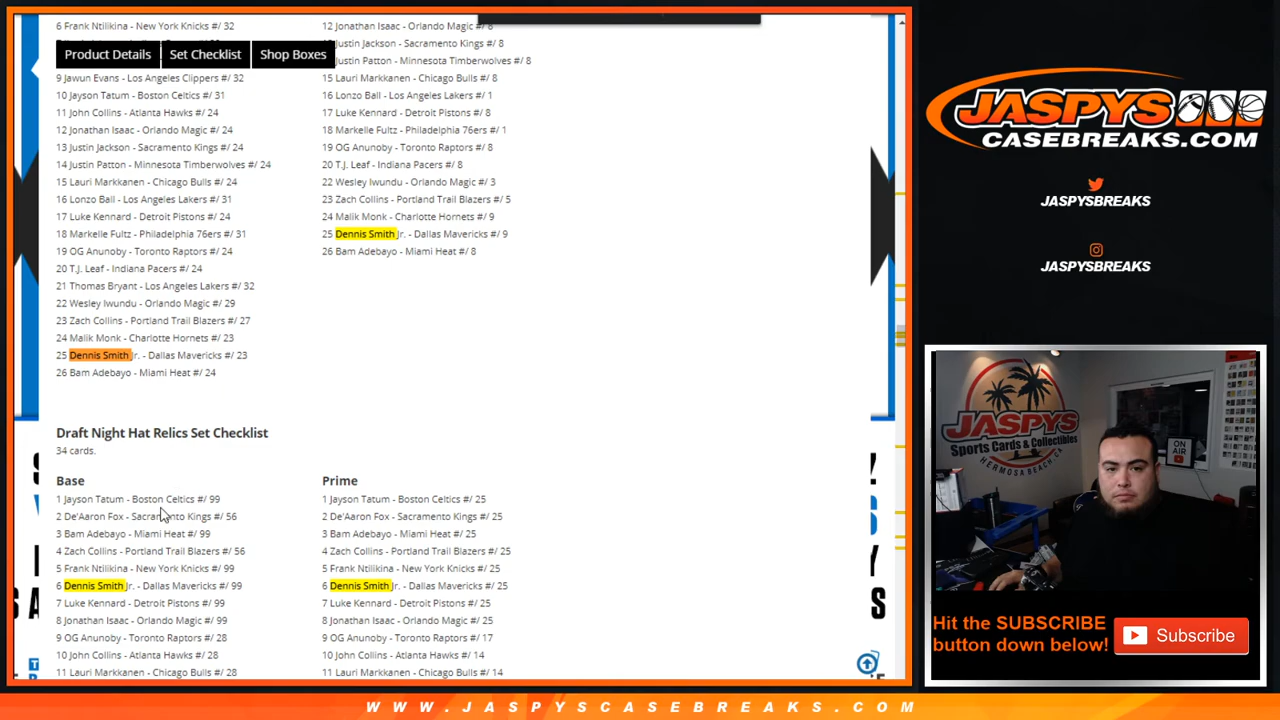 6 Frank Ntilikina - New York Knicks #/ 32
Product Details
Set Checklist
Shop Boxes
9 Jawun Evans - Los Angeles Clippers #/ 32
10 Jayson Tatum - Boston Celtics #/ 31
11 John Collins - Atlanta Hawks #/ 24
12 Jonathan Isaac - Orlando Magic #/ 24
13 Justin Jackson - Sacramento Kings #/ 24
14 Justin Patton - Minnesota Timberwolves #/ 24
15 Lauri Markkanen - Chicago Bulls #/ 24
16 Lonzo Ball - Los Angeles Lakers #/ 31
17 Luke Kennard - Detroit Pistons #/ 24
18 Markelle Fultz - Philadelphia 76ers #/ 31
19 OG Anunoby - Toronto Raptors #/ 24
20 T.J. Leaf - Indiana Pacers #/ 24
21 Thomas Bryant - Los Angeles Lakers #/ 32
22 Wesley Iwundu - Orlando Magic #/ 29
23 Zach Collins - Portland Trail Blazers #/ 27
24 Malik Monk - Charlotte Hornets #/ 23
25 Dennis Smith Jr. - Dallas Mavericks #/ 23
26 Bam Adebayo - Miami Heat #/ 24
12 Jonathan Isaac - Orlando Magic #/ 8
Justin Jackson - Sacramento Kings #/ 8
Justin Patton - Minnesota Timberwolves #/ 8
15 Lauri Markkanen - Chicago Bulls #/ 8
16 Lonzo Ball - Los Angeles Lakers #/ 1
17 Luke Kennard - Detroit Pistons #/ 8
18 Markelle Fultz - Philadelphia 76ers #/ 1
19 OG Anunoby - Toronto Raptors #/ 8
20 T.J. Leaf - Indiana Pacers #/ 8
22 Wesley Iwundu - Orlando Magic #/ 3
23 Zach Collins - Portland Trail Blazers #/ 5
24 Malik Monk - Charlotte Hornets #/ 9
25 Dennis Smith Jr. - Dallas Mavericks #/ 9
26 Bam Adebayo - Miami Heat #/ 8
Draft Night Hat Relics Set Checklist
34 cards.
Base
1 Jayson Tatum - Boston Celtics #/ 99
2 De'Aaron Fox - Sacramento Kings #/ 56
3 Bam Adebayo - Miami Heat #/ 99
4 Zach Collins - Portland Trail Blazers #/ 56
5 Frank Ntilikina - New York Knicks #/ 99
6 Dennis Smith Jr. - Dallas Mavericks #/ 99
7 Luke Kennard - Detroit Pistons #/ 99
8 Jonathan Isaac - Orlando Magic #/ 99
9 OG Anunoby - Toronto Raptors #/ 28
10 John Collins - Atlanta Hawks #/ 28
11 Lauri Markkanen - Chicago Bulls #/ 28
Prime
1 Jayson Tatum - Boston Celtics #/ 25
2 De'Aaron Fox - Sacramento Kings #/ 25
3 Bam Adebayo - Miami Heat #/ 25
4 Zach Collins - Portland Trail Blazers #/ 25
5 Frank Ntilikina - New York Knicks #/ 25
6 Dennis Smith Jr. - Dallas Mavericks #/ 25
7 Luke Kennard - Detroit Pistons #/ 25
8 Jonathan Isaac - Orlando Magic #/ 25
9 OG Anunoby - Toronto Raptors #/ 17
10 John Collins - Atlanta Hawks #/ 14
11 Lauri Markkanen - Chicago Bulls #/ 14
JASPYS
CASEBREAKS.COM
JASPYSBREAKS
JASPYSBREAKS
JASPYS
Sports Cards & Collectibles
HERMOSA BEACH, CA
ON AIR
Hit the SUBSCRIBE
button down below!
Subscribe
WWW.JASPYSCASEBREAKS.COM